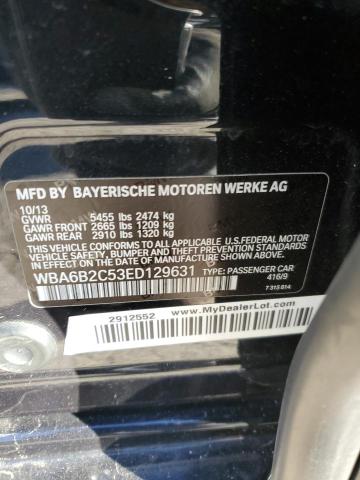 MFD BY BAYERISCHE MOTOREN WERKE AG
10/13
GVWR 5455 lbs 2474 kg
GAWR FRONT 2665 lbs 1209 kg
GAWR REAR 2910 lbs 1320 kg
THIS VEHICLE CONFORMS TO ALL APPLICABLE U.S. FEDERAL MOTOR
VEHICLE SAFETY, BUMPER, AND THEFT PREVENTION STANDARDS
IN EFFECT ON THE DATE OF MANUFACTURE SHOWN ABOVE.
WBA6B2C53ED129631 TYPE: PASSENGER CAR
416/9
7315814
2912552
www.MyDealerLot.com